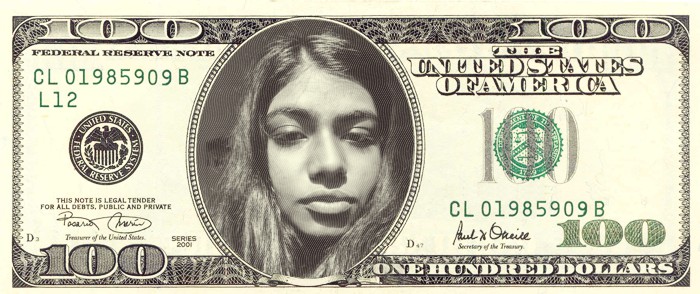 100 100
FEDERAL RESERVE NOTE
THE
UNITED STATES
OF AMERICA
CL 01985909 B
L12
100
UNITED STATES
FEDERAL RESERVE SYSTEM
THIS NOTE IS LEGAL TENDER
FOR ALL DEBTS, PUBLIC AND PRIVATE
CL 01985909 B
Rosario Marin
Treasurer of the United States.
SERIES
2001
Paul H. O'Neill
Secretary of the Treasury.
D 3
D 47
100
100
ONE HUNDRED DOLLARS